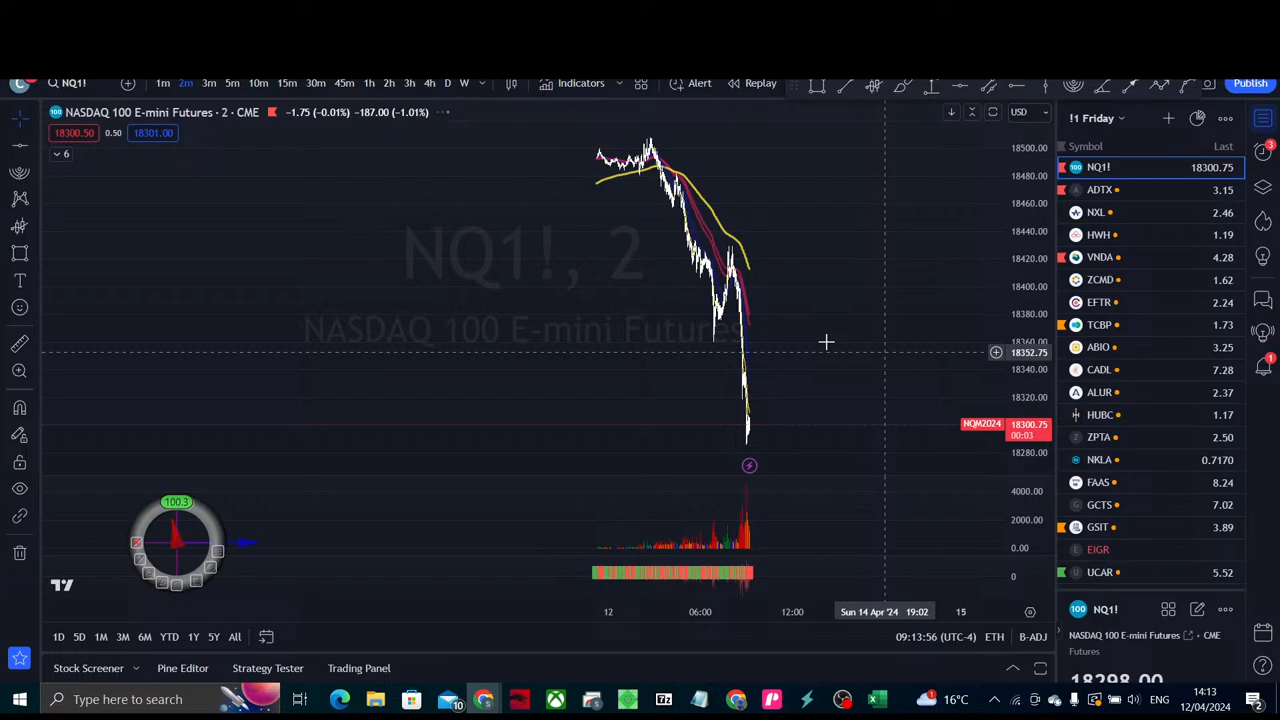 NQ1!
1m 2m 3m 5m 10m 15m 30m 45m 1h 2h 3h 4h D W
Indicators
Alert
Replay
Publish
NASDAQ 100 E-mini Futures · 2 · CME
−1.75 (−0.01%) −187.00 (−1.01%)
18300.50 0.50 18301.00
6
USD
NQ1!, 2
NASDAQ 100 E-mini Futures
18500.00
18480.00
18460.00
18440.00
18420.00
18400.00
18380.00
18360.00
18352.75
18340.00
18320.00
NQM2024 18300.75
00:03
18280.00
4000.00
2000.00
0.00
0
100.3
12 06:00 12:00 Sun 14 Apr '24 19:02 15
1D 5D 1M 3M 6M YTD 1Y 5Y All
09:13:56 (UTC-4) ETH B-ADJ
Stock Screener Pine Editor Strategy Tester Trading Panel
!1 Friday
Symbol Last
NQ1! 18300.75
ADTX 3.15
NXL 2.46
HWH 1.19
VNDA 4.28
ZCMD 1.62
EFTR 2.24
TCBP 1.73
ABIO 3.25
CADL 7.28
ALUR 2.37
HUBC 1.17
ZPTA 2.50
NKLA 0.7170
FAAS 8.24
GCTS 7.02
GSIT 3.89
EIGR
UCAR 5.52
NQ1!
NASDAQ 100 E-mini Futures CME
Futures
18298.00
3
1
Type here to search
10
16°C
ENG
14:13
12/04/2024
2